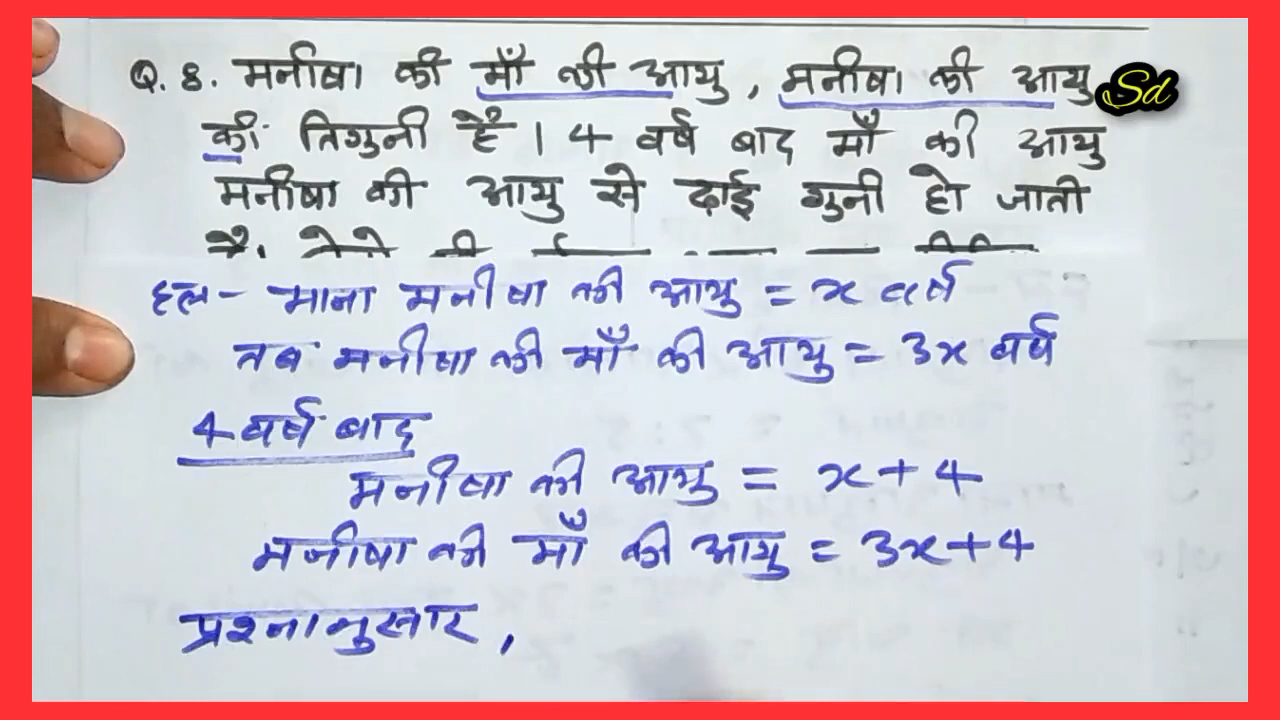 Q. 8. मनीषा की माँ की आयु, मनीषा की आयु
Sd
की तिगुनी है। 4 वर्ष बाद माँ की आयु
मनीषा की आयु से ढाई गुनी हो जाती
हल - माना मनीषा की आयु = x वर्ष
तब मनीषा की माँ की आयु = 3x वर्ष
4 वर्ष बाद
मनीषा की आयु = x + 4
मनीषा की माँ की आयु = 3x + 4
प्रश्नानुसार,